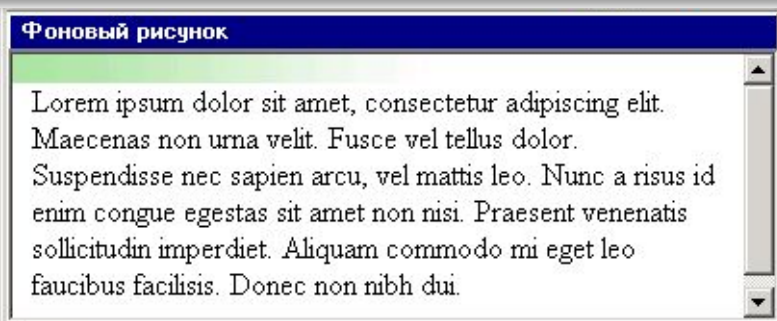 Фоновый рисунок
Lorem ipsum dolor sit amet, consectetur adipiscing elit.
Maecenas non urna velit. Fusce vel tellus dolor.
Suspendisse nec sapien arcu, vel mattis leo. Nunc a risus id
enim congue egestas sit amet non nisi. Praesent venenatis
sollicitudin imperdiet. Aliquam commodo mi eget leo
faucibus facilisis. Donec non nibh dui.